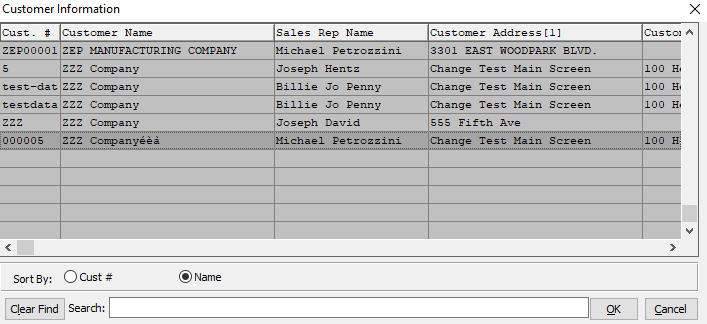 Customer Information
Cust. # Customer Name Sales Rep Name Customer Address[1] Custom
ZEP00001 ZEP MANUFACTURING COMPANY Michael Petrozzini 3301 EAST WOODPARK BLVD.
5 ZZZ Company Joseph Hentz Change Test Main Screen 100 He
test-dat ZZZ Company Billie Jo Penny Change Test Main Screen 100 He
testdata ZZZ Company Billie Jo Penny Change Test Main Screen 100 He
ZZZ ZZZ Company Joseph David 555 Fifth Ave
000005 ZZZ Companyéèà Michael Petrozzini Change Test Main Screen 100 H
Sort By: Cust # Name
Clear Find Search: OK Cancel